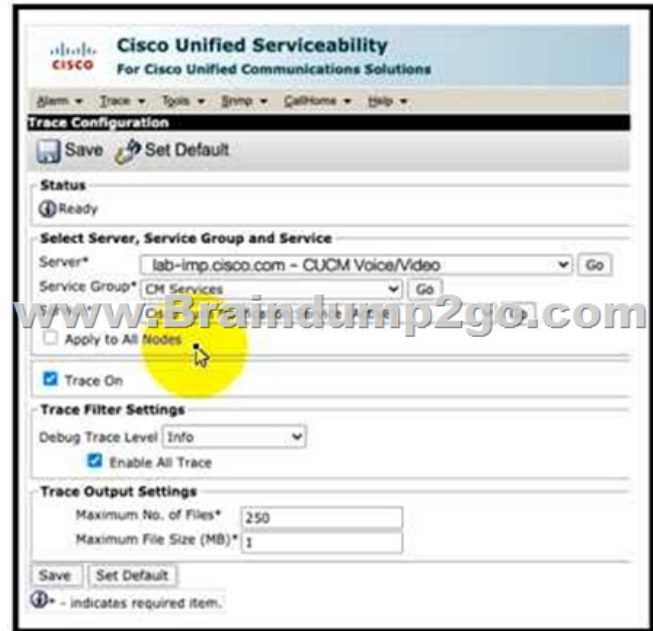 cisco
Cisco Unified Serviceability
For Cisco Unified Communications Solutions
Alarm Trace Tools Snmp CallHome Help
Trace Configuration
Save Set Default
Status
Ready
Select Server, Service Group and Service
Server* lab-imp.cisco.com – CUCM Voice/Video Go
Service Group* CM Services Go
www.Braindump2go.com
Apply to All Nodes
Trace On
Trace Filter Settings
Debug Trace Level Info
Enable All Trace
Trace Output Settings
Maximum No. of Files* 250
Maximum File Size (MB)* 1
Save Set Default
* - indicates required item.